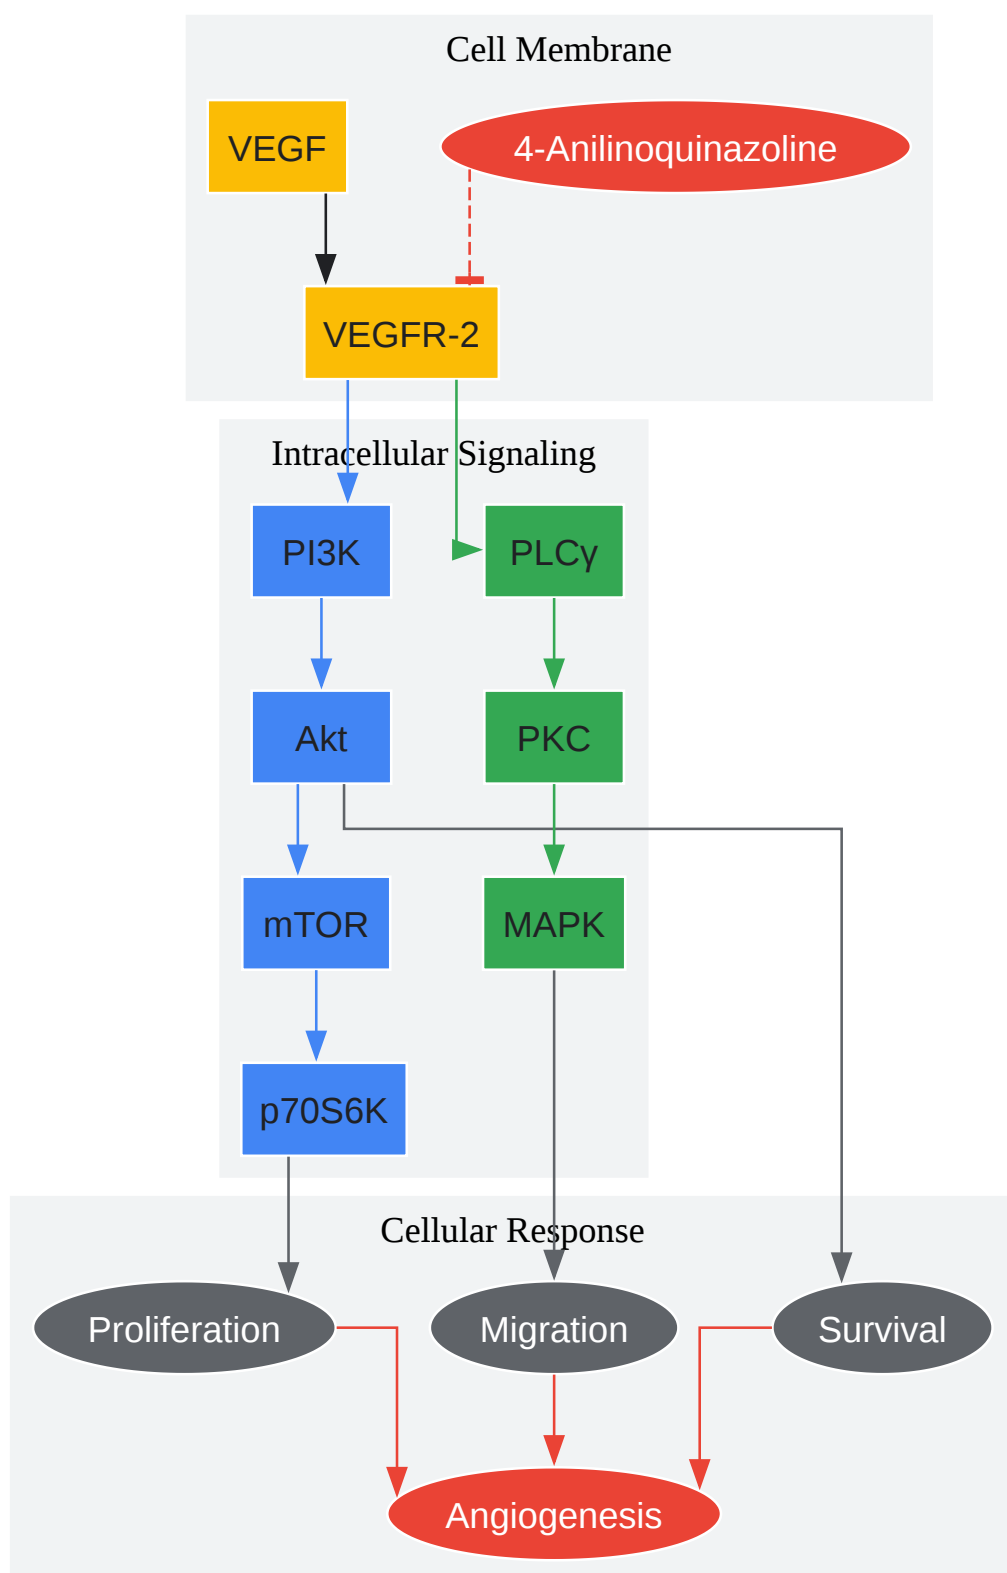 Cell Membrane
VEGF
4-Anilinoquinazoline
VEGFR-2
Intracellular Signaling
PI3K
PLCγ
Akt
PKC
mTOR
MAPK
p70S6K
Cellular Response
Proliferation
Migration
Survival
Angiogenesis